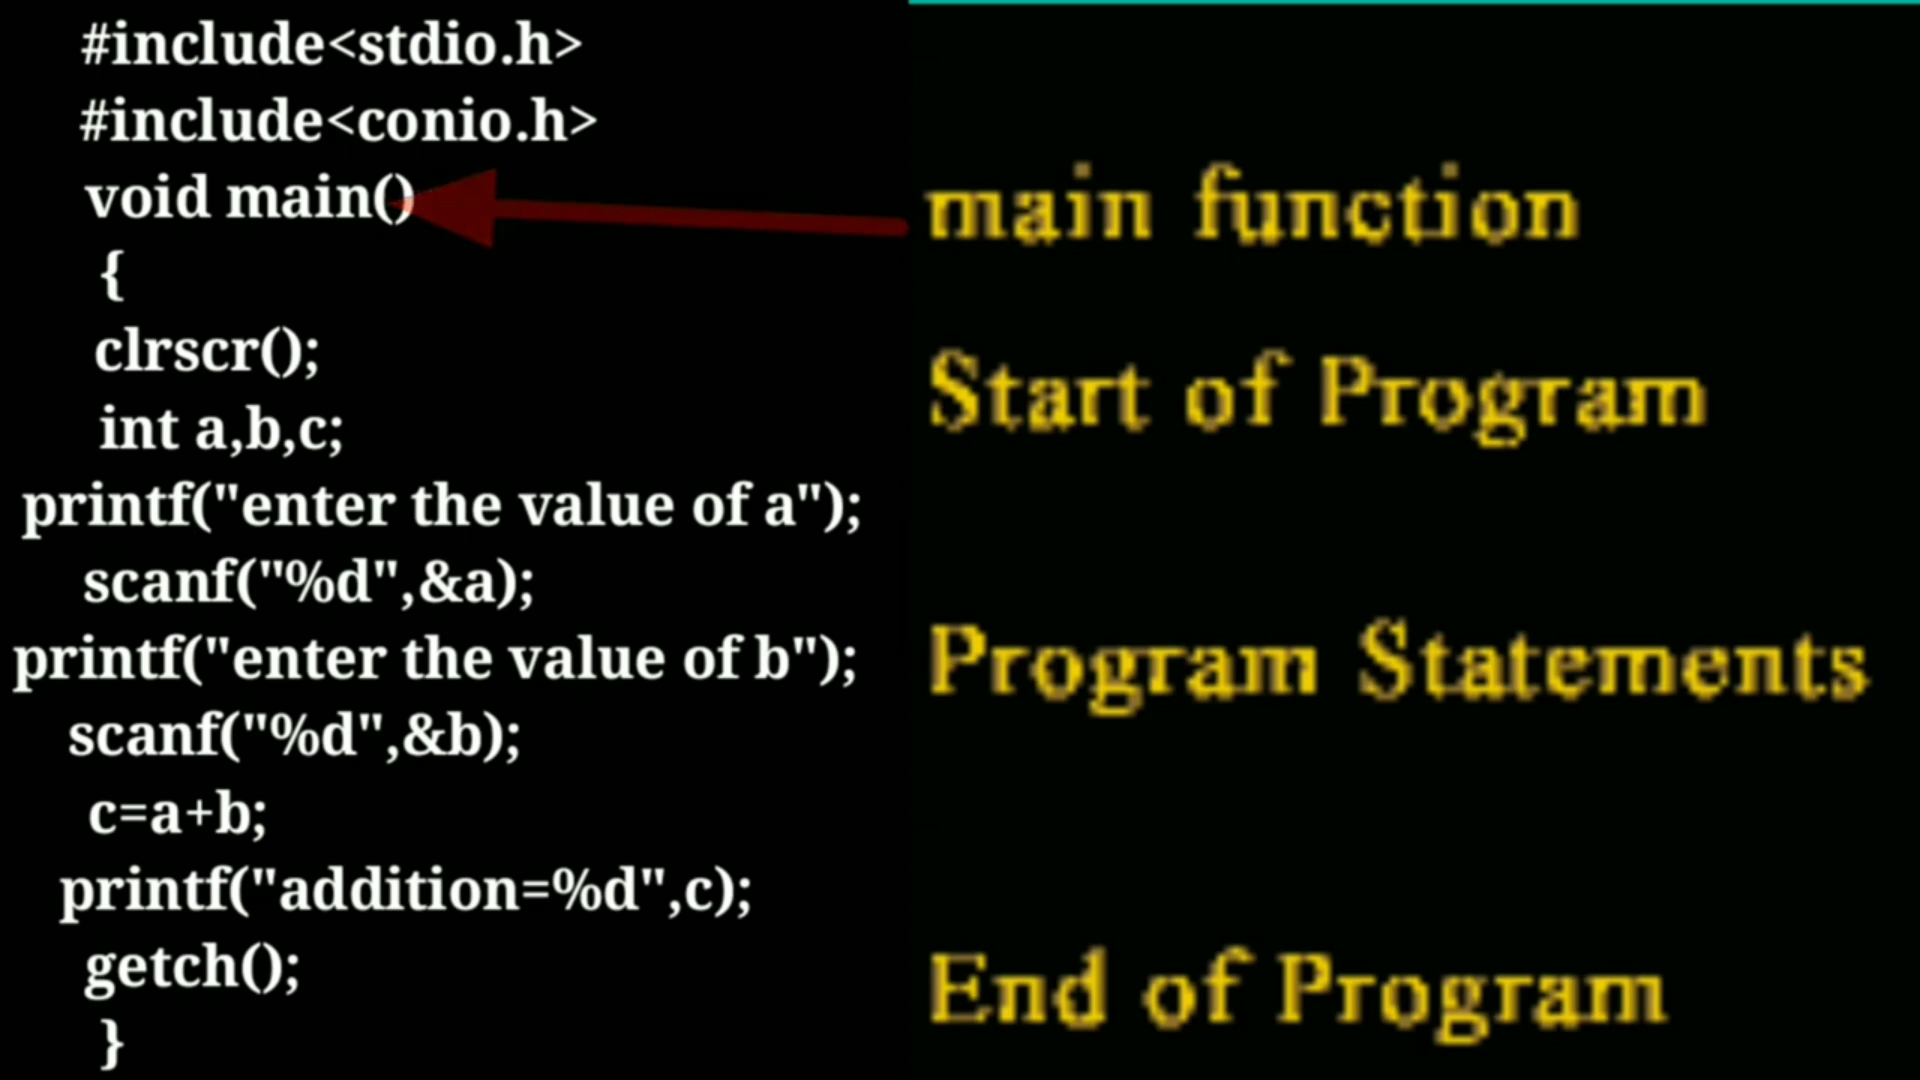 #include<stdio.h>
#include<conio.h>
void main()
{
clrscr();
int a,b,c;
printf("enter the value of a");
scanf("%d",&a);
printf("enter the value of b");
scanf("%d",&b);
c=a+b;
printf("addition=%d",c);
getch();
}
main function
Start of Program
Program Statements
End of Program